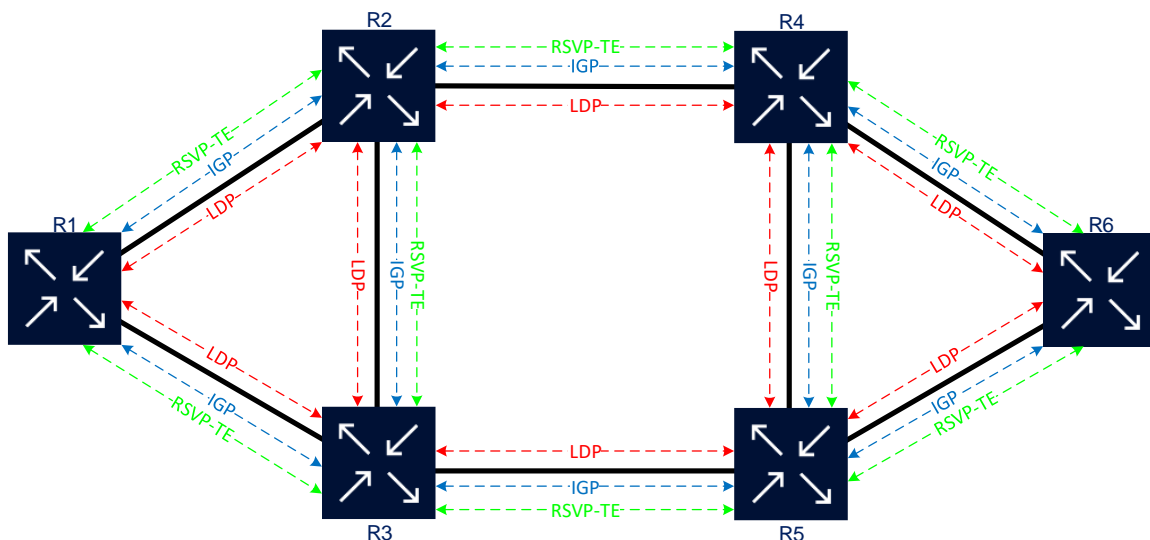 R2
R4
RSVP-TE
IGP
LDP
RSVP-TE
IGP
LDP
RSVP-TE
IGP
LDP
R1
R6
LDP
IGP
RSVP-TE
LDP
IGP
RSVP-TE
LDP
IGP
RSVP-TE
LDP
IGP
RSVP-TE
LDP
IGP
RSVP-TE
R3
R5